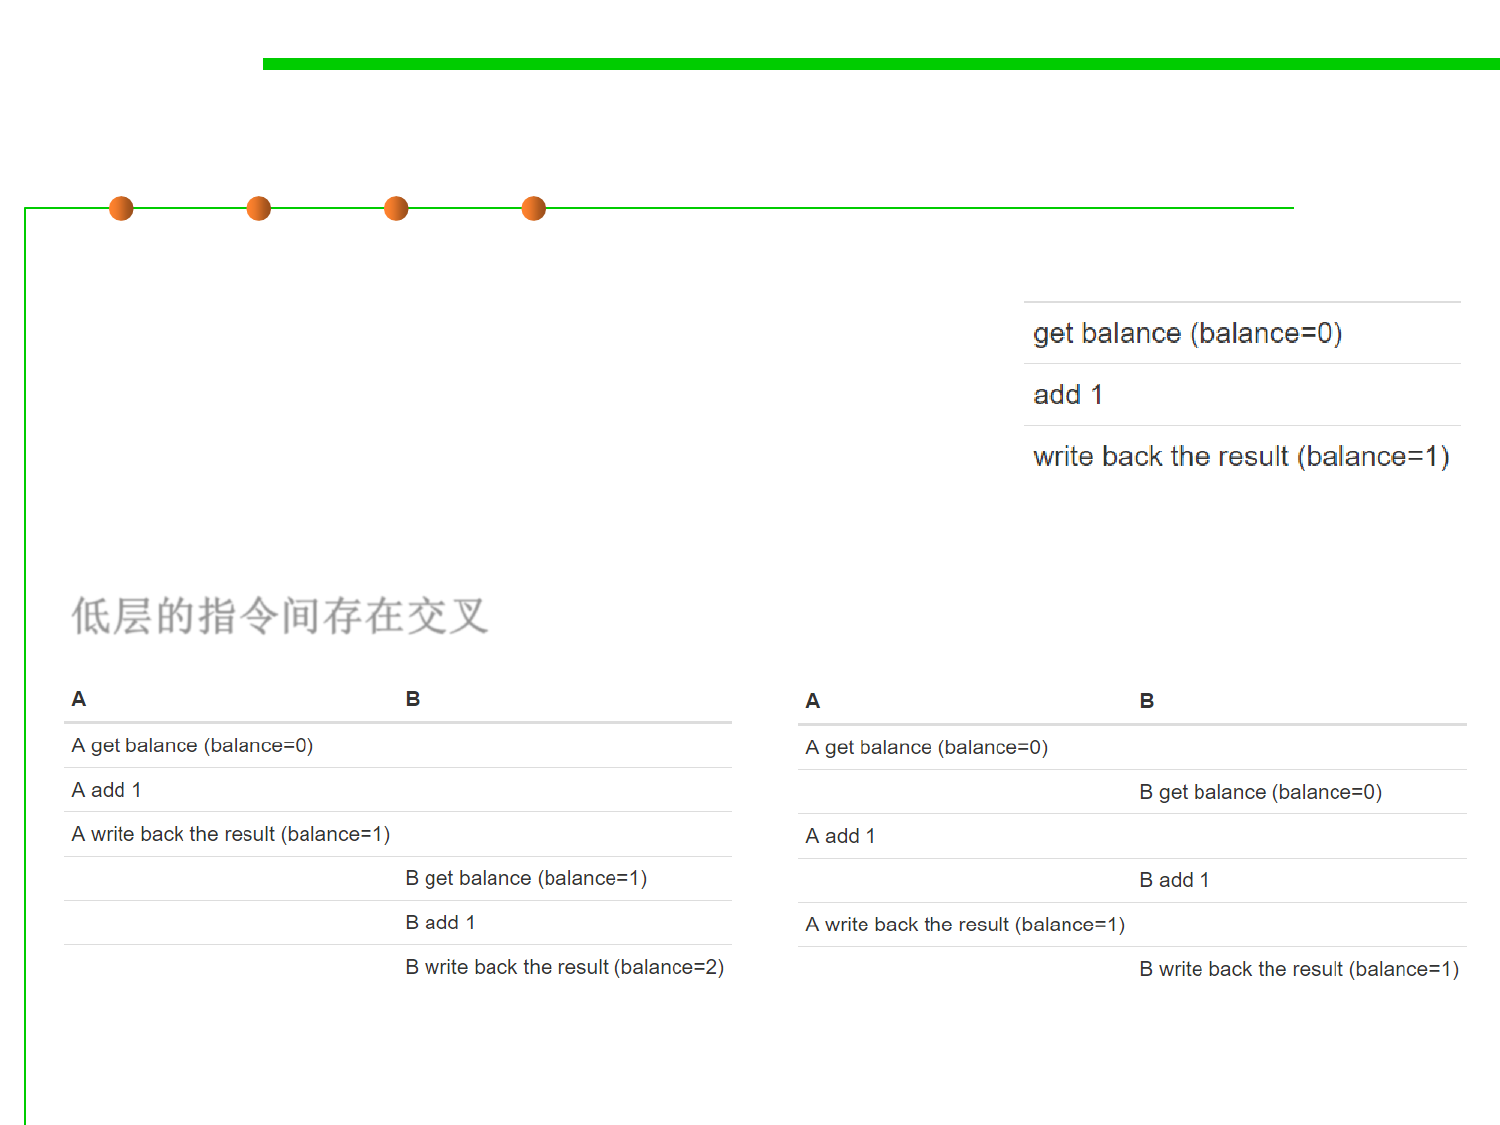 get balance (balance=0)
add 1
write back the result (balance=1)
低层的指令间存在交叉
A B
A get balance (balance=0)
A add 1
A write back the result (balance=1)
B get balance (balance=1)
B add 1
B write back the result (balance=2)
A B
A get balance (balance=0)
B get balance (balance=0)
A add 1
B add 1
A write back the result (balance=1)
B write back the result (balance=1)